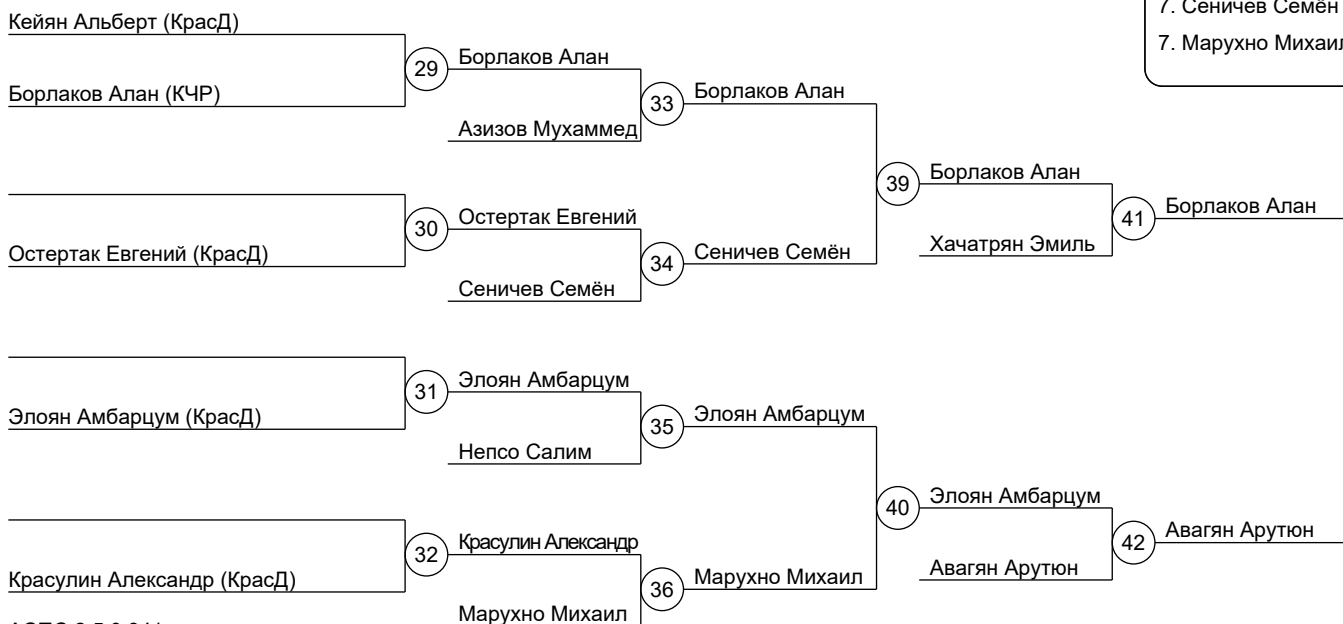 7. Сеничев Семён
7. Марухно Михаил
Кейян Альберт (КрасД)
29
Борлаков Алан
Борлаков Алан (КЧР)
33
Борлаков Алан
Азизов Мухаммед
39
Борлаков Алан
41
Борлаков Алан
Хачатрян Эмиль
30
Остертак Евгений
Остертак Евгений (КрасД)
34
Сеничев Семён
Сеничев Семён
31
Элоян Амбарцум
Элоян Амбарцум (КрасД)
35
Элоян Амбарцум
Непсо Салим
40
Элоян Амбарцум
42
Авагян Арутюн
Авагян Арутюн
32
Красулин Александр
Красулин Александр (КрасД)
36
Марухно Михаил
Марухно Михаил